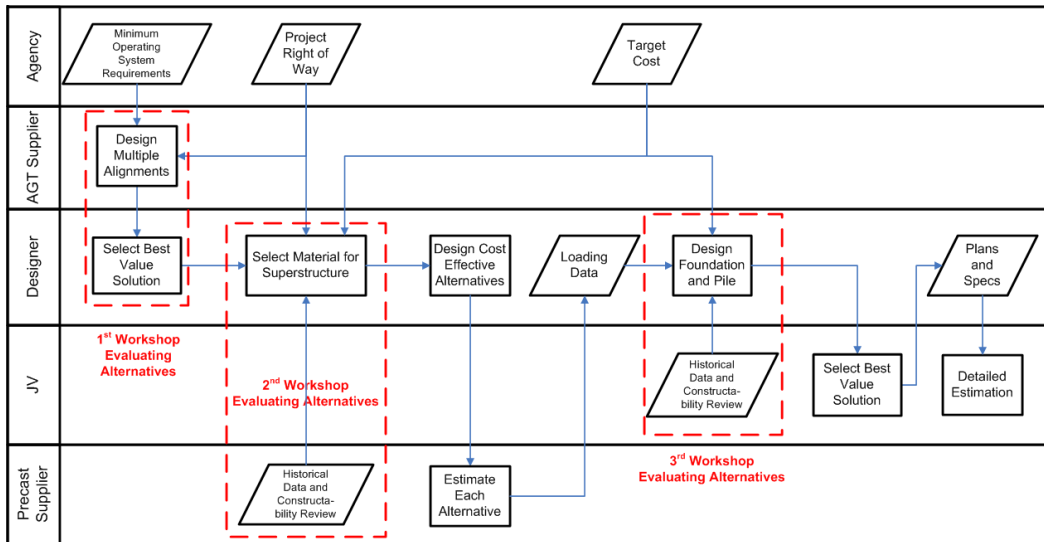 Agency
Minimum
Operating
System
Requirements
Project
Right of
Way
Target
Cost
AGT Supplier
Design
Multiple
Alignments
Designer
Select Best
Value
Solution
Select Material for
Superstructure
Design Cost
Effective
Alternatives
Loading
Data
Design
Foundation
and Pile
Plans
and
Specs
JV
1st Workshop
Evaluating
Alternatives
2nd Workshop
Evaluating Alternatives
Historical
Data and
Constructa-
bility Review
Select Best
Value
Solution
Detailed
Estimation
Precast
Supplier
Historical
Data and
Constructa-
bility Review
Estimate
Each
Alternative
3rd Workshop
Evaluating Alternatives